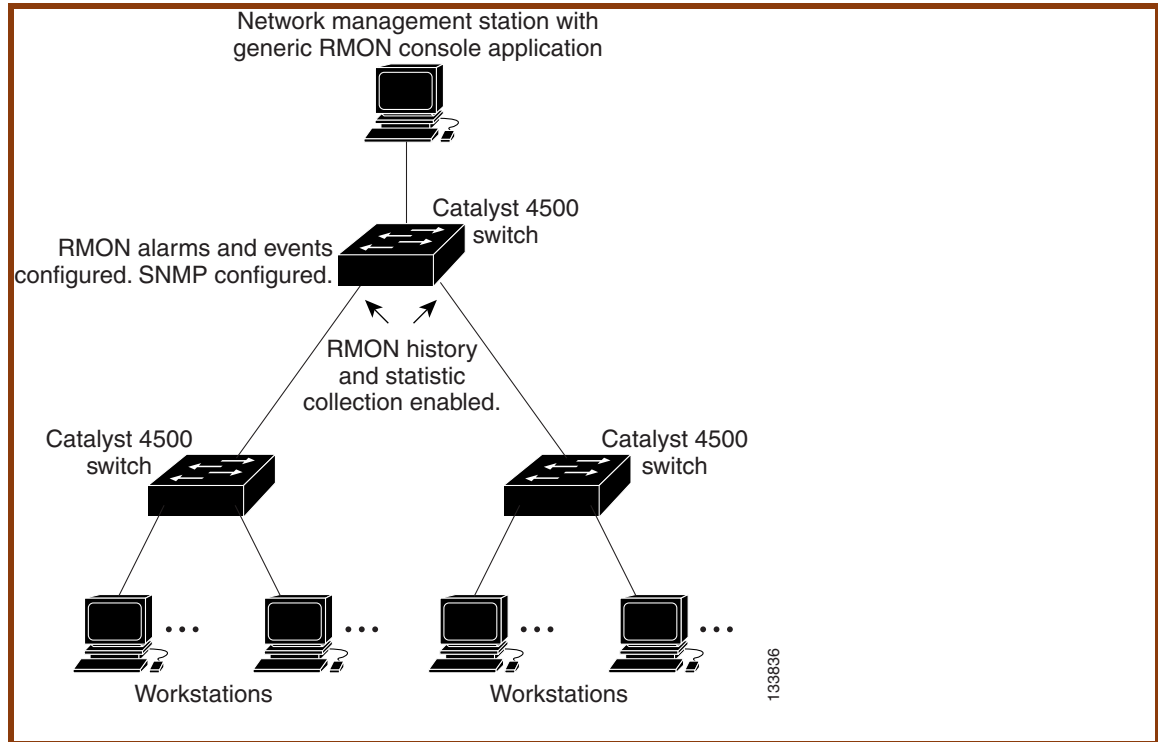 Network management station with
generic RMON console application
Catalyst 4500
switch
RMON alarms and events
configured. SNMP configured.
RMON history
and statistic
collection enabled.
Catalyst 4500
switch
Catalyst 4500
switch
Workstations
Workstations
133836